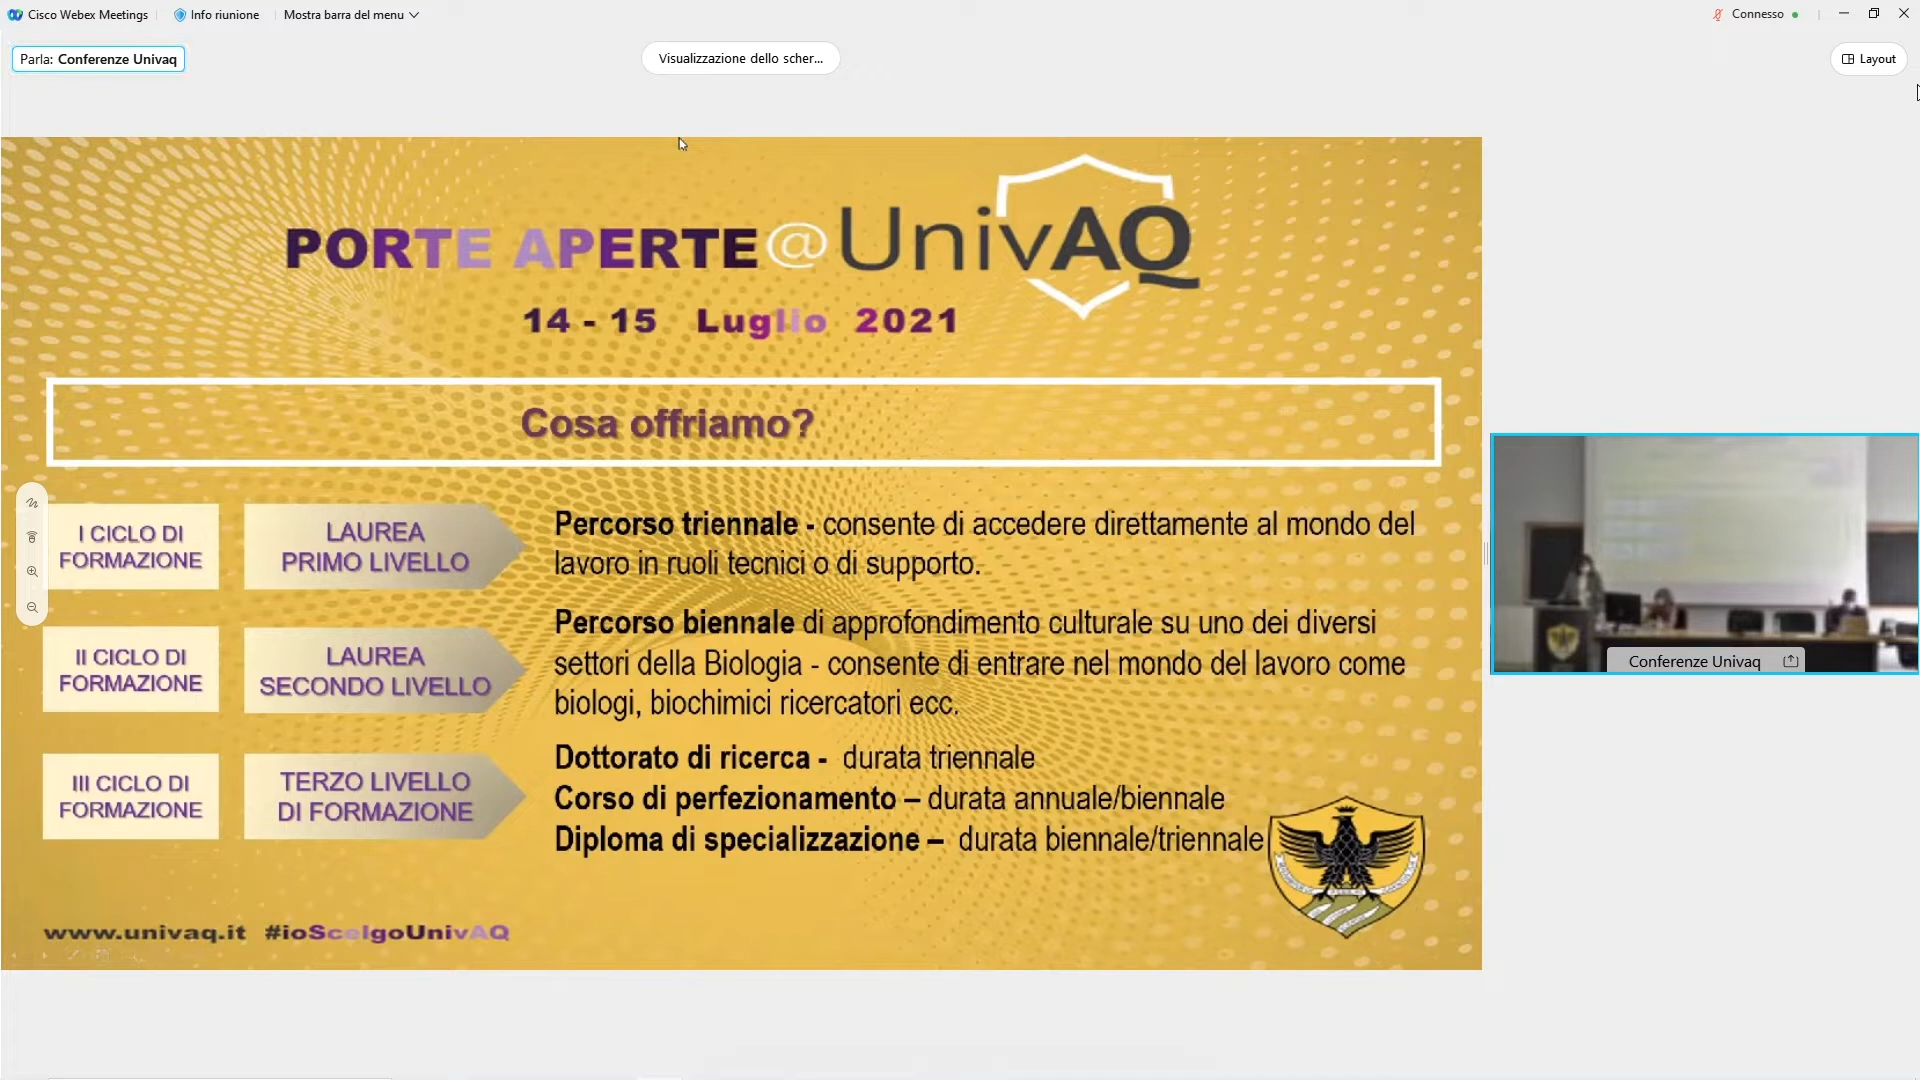 Cisco Webex Meetings
Info riunione
Mostra barra del menu
Connesso
Parla: Conferenze Univaq
Visualizzazione dello scher...
Layout
PORTE APERTE@UnivAQ
14 - 15 Luglio 2021
Cosa offriamo?
I CICLO DI
FORMAZIONE
LAUREA
PRIMO LIVELLO
Percorso triennale - consente di accedere direttamente al mondo del
lavoro in ruoli tecnici o di supporto.
II CICLO DI
FORMAZIONE
LAUREA
SECONDO LIVELLO
Percorso biennale di approfondimento culturale su uno dei diversi
settori della Biologia - consente di entrare nel mondo del lavoro come
biologi, biochimici ricercatori ecc.
III CICLO DI
FORMAZIONE
TERZO LIVELLO
DI FORMAZIONE
Dottorato di ricerca - durata triennale
Corso di perfezionamento – durata annuale/biennale
Diploma di specializzazione – durata biennale/triennale
www.univaq.it #ioScelgoUnivAQ
Conferenze Univaq